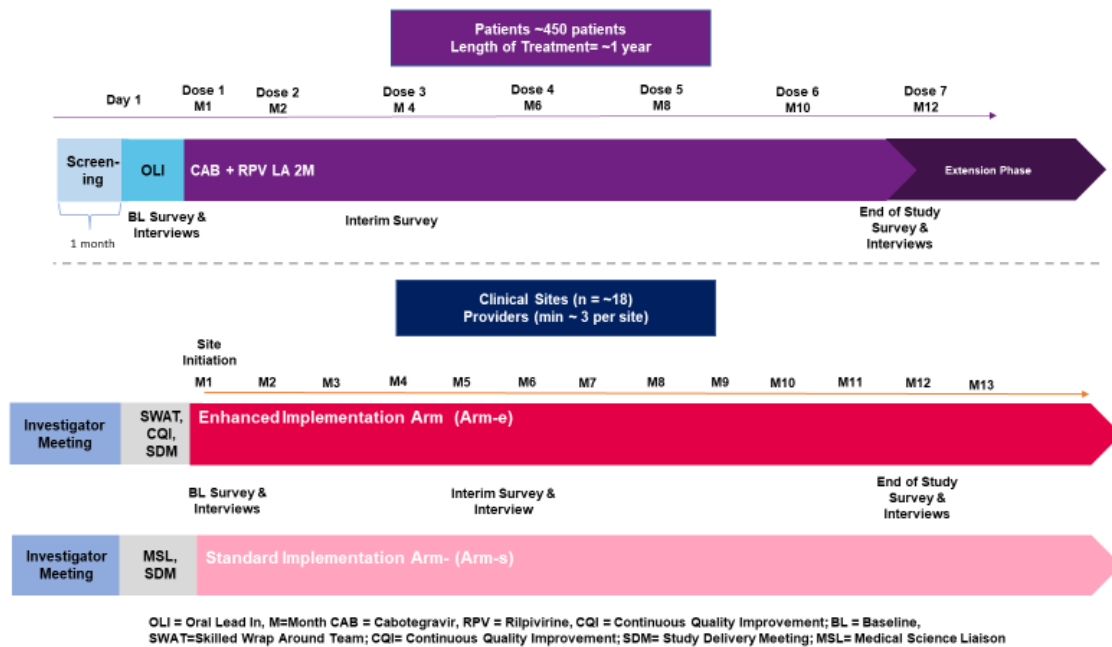 Patients ~450 patients
Length of Treatment= ~1 year
Day 1
Dose 1
M1
Dose 2
M2
Dose 3
M 4
Dose 4
M6
Dose 5
M8
Dose 6
M10
Dose 7
M12
Screen-
ing
OLI
CAB + RPV LA 2M
Extension Phase
1 month
BL Survey &
Interviews
Interim Survey
End of Study
Survey &
Interviews
Clinical Sites (n = ~18)
Providers (min ~ 3 per site)
Site
Initiation
M1
M2
M3
M4
M5
M6
M7
M8
M9
M10
M11
M12
M13
Investigator
Meeting
SWAT,
CQI,
SDM
Enhanced Implementation Arm (Arm-e)
BL Survey &
Interviews
Interim Survey &
Interview
End of Study
Survey &
Interviews
Investigator
Meeting
MSL,
SDM
Standard Implementation Arm- (Arm-s)
OLI = Oral Lead In, M=Month CAB = Cabotegravir, RPV = Rilpivirine, CQI = Continuous Quality Improvement; BL = Baseline,
SWAT=Skilled Wrap Around Team; CQI= Continuous Quality Improvement; SDM= Study Delivery Meeting; MSL= Medical Science Liaison